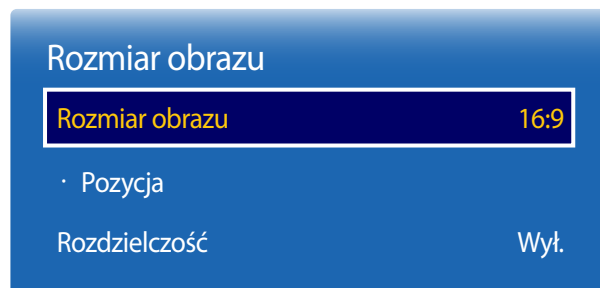 Rozmiar obrazu
Rozmiar obrazu 16:9
· Pozycja
Rozdzielczość Wył.